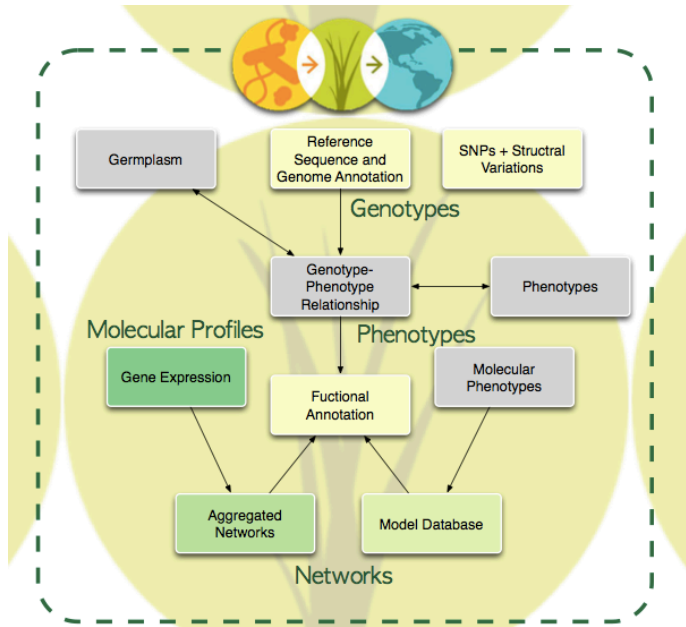 Germplasm
Reference
Sequence and
Genome Annotation
SNPs + Structral
Variations
Genotypes
Genotype-
Phenotype
Relationship
Phenotypes
Molecular Profiles
Phenotypes
Gene Expression
Fuctional
Annotation
Molecular
Phenotypes
Aggregated
Networks
Model Database
Networks